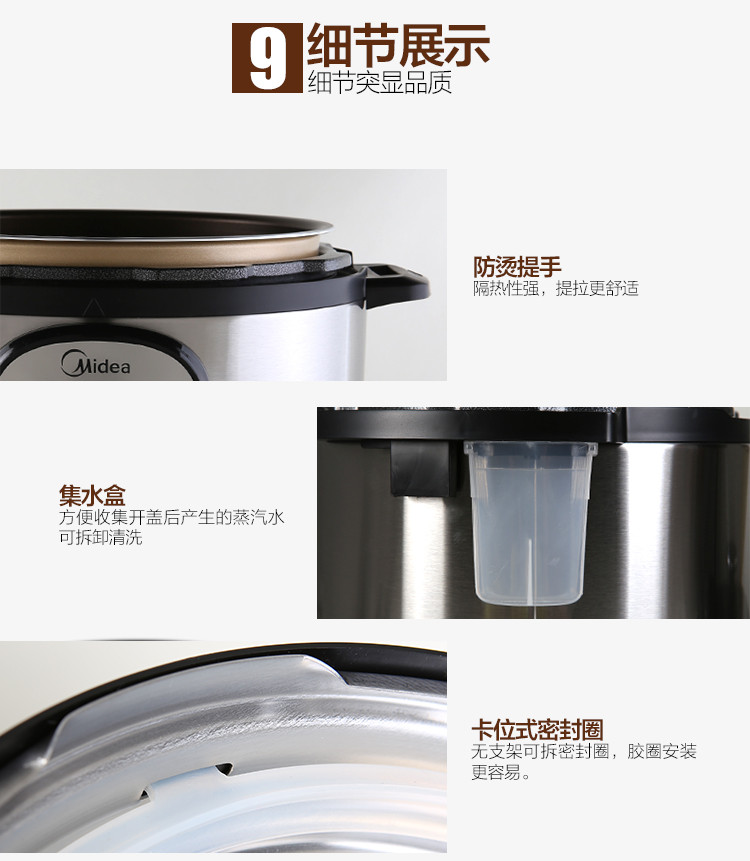 9
细节展示
细节突显品质
防烫提手
隔热性强，提拉更舒适
Midea
集水盒
方便收集开盖后产生的蒸汽水
可拆卸清洗
卡位式密封圈
无支架可拆密封圈，胶圈安装
更容易。